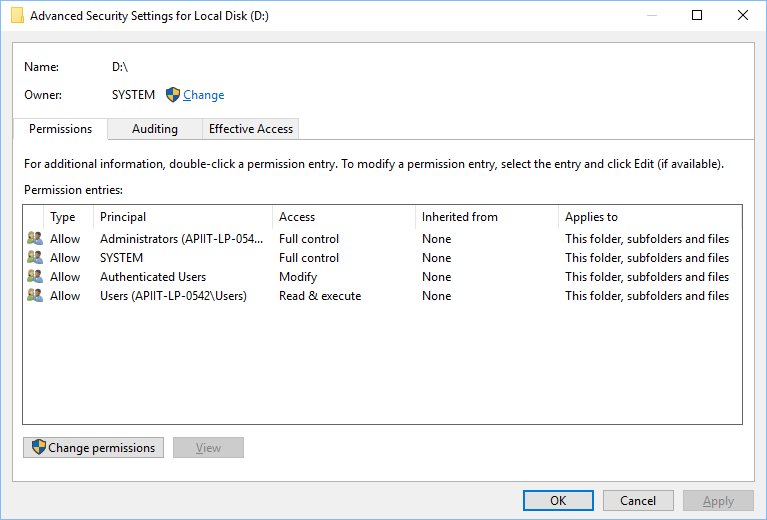 Advanced Security Settings for Local Disk (D:)
Name: D:\
Owner: SYSTEM Change
Permissions Auditing Effective Access
For additional information, double-click a permission entry. To modify a permission entry, select the entry and click Edit (if available).
Permission entries:
Type Principal Access Inherited from Applies to
Allow Administrators (APIIT-LP-054... Full control None This folder, subfolders and files
Allow SYSTEM Full control None This folder, subfolders and files
Allow Authenticated Users Modify None This folder, subfolders and files
Allow Users (APIIT-LP-0542\Users) Read & execute None This folder, subfolders and files
Change permissions View
OK Cancel Apply